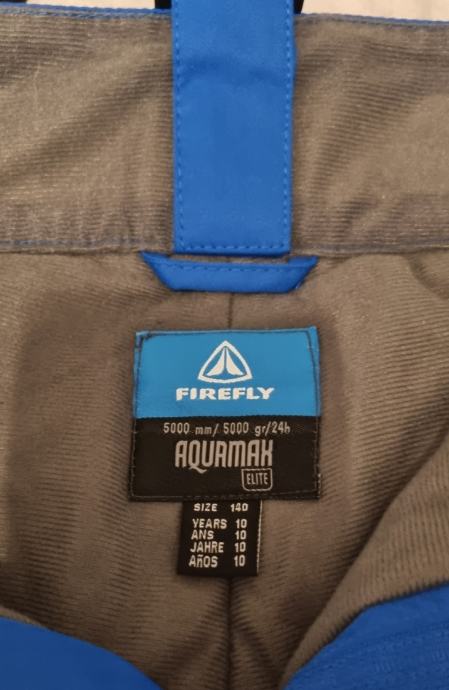 FIREFLY
5000 mm/ 5000 gr/24h
AQUAMAX
ELITE
SIZE 140
YEARS 10
ANS 10
JAHRE 10
AÑOS 10